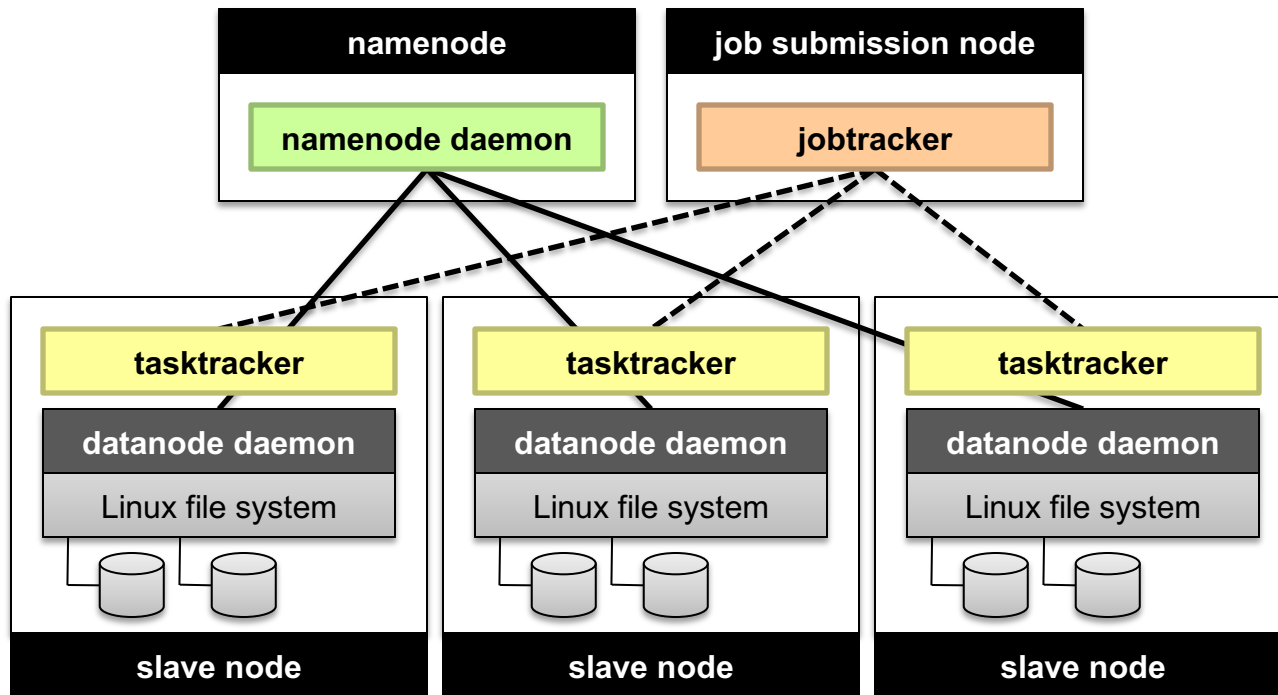 namenode
job submission node
namenode daemon
jobtracker
tasktracker
tasktracker
tasktracker
datanode daemon
datanode daemon
datanode daemon
Linux file system
Linux file system
Linux file system
slave node
slave node
slave node